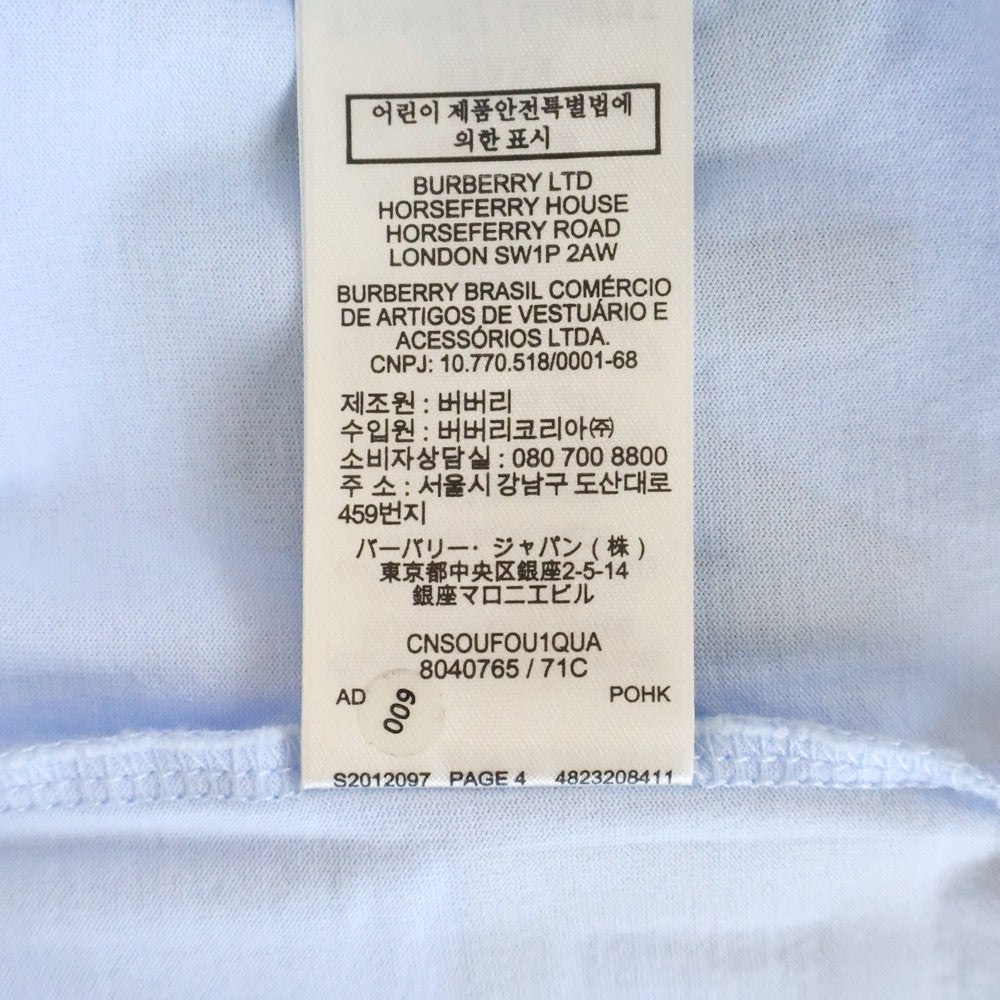 어린이 제품안전특별법에
의한 표시
BURBERRY LTD
HORSEFERRY HOUSE
HORSEFERRY ROAD
LONDON SW1P 2AW
BURBERRY BRASIL COMÉRCIO
DE ARTIGOS DE VESTUÁRIO E
ACESSÓRIOS LTDA.
CNPJ: 10.770.518/0001-68
제조원 : 버버리
수입원 : 버버리코리아㈜
소비자상담실 : 080 700 8800
주 소 : 서울시 강남구 도산대로
459번지
バーバリー・ジャパン ( 株 )
東京都中央区銀座2-5-14
銀座マロニエビル
CNSOUFOU1QUA
8040765 / 71C
AD 009 POHK
S2012097 PAGE 4 4823208411